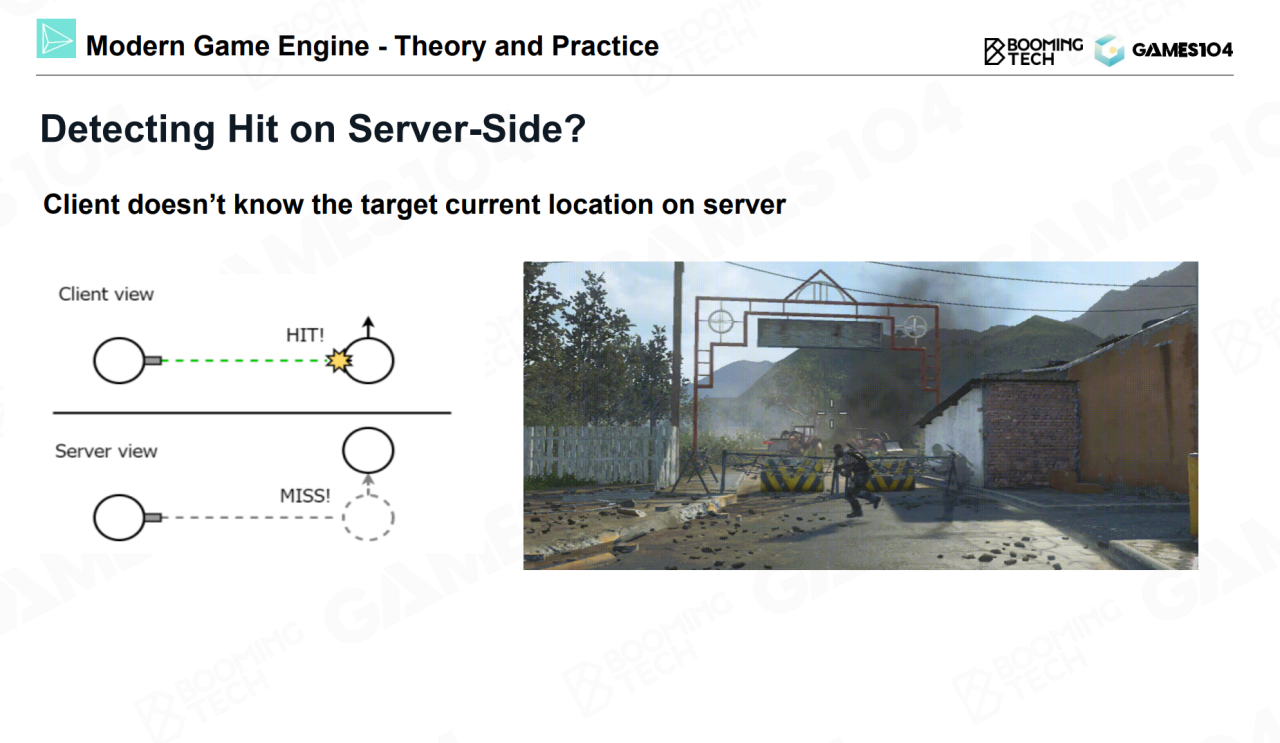 Modern Game Engine - Theory and Practice
BOOMING
TECH
GAMES104
Detecting Hit on Server-Side?
Client doesn’t know the target current location on server
Client view
HIT!
Server view
MISS!